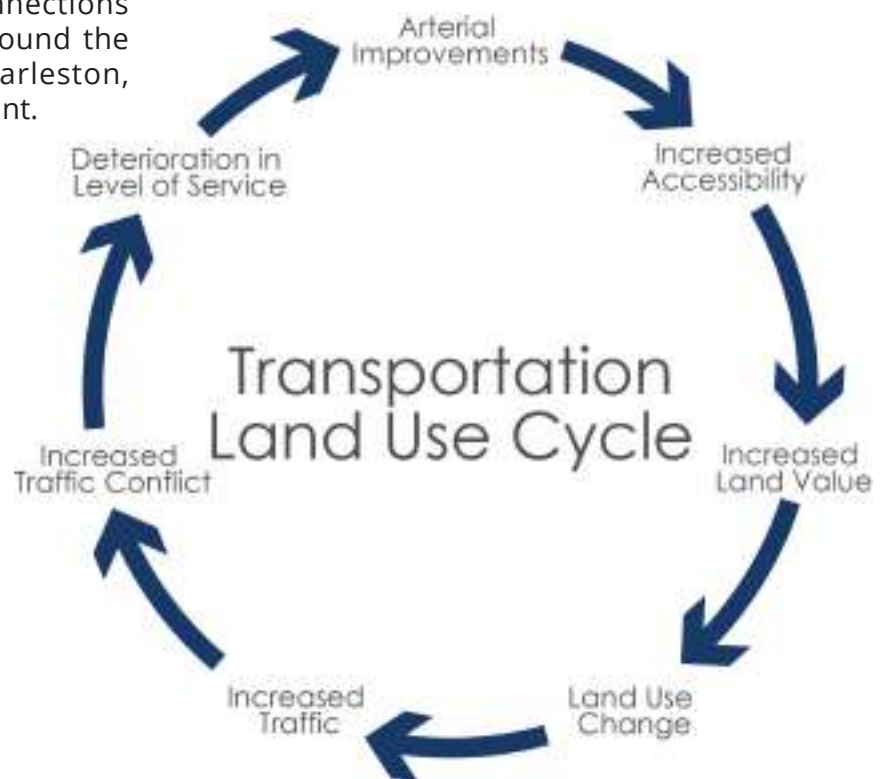 nnections
ound the
arleston,
nt.
Arterial
Improvements
Increased
Accessibility
Increased
Land Value
Land Use
Change
Increased
Traffic
Increased
Traffic Conflict
Deterioration in
Level of Service
Transportation
Land Use Cycle